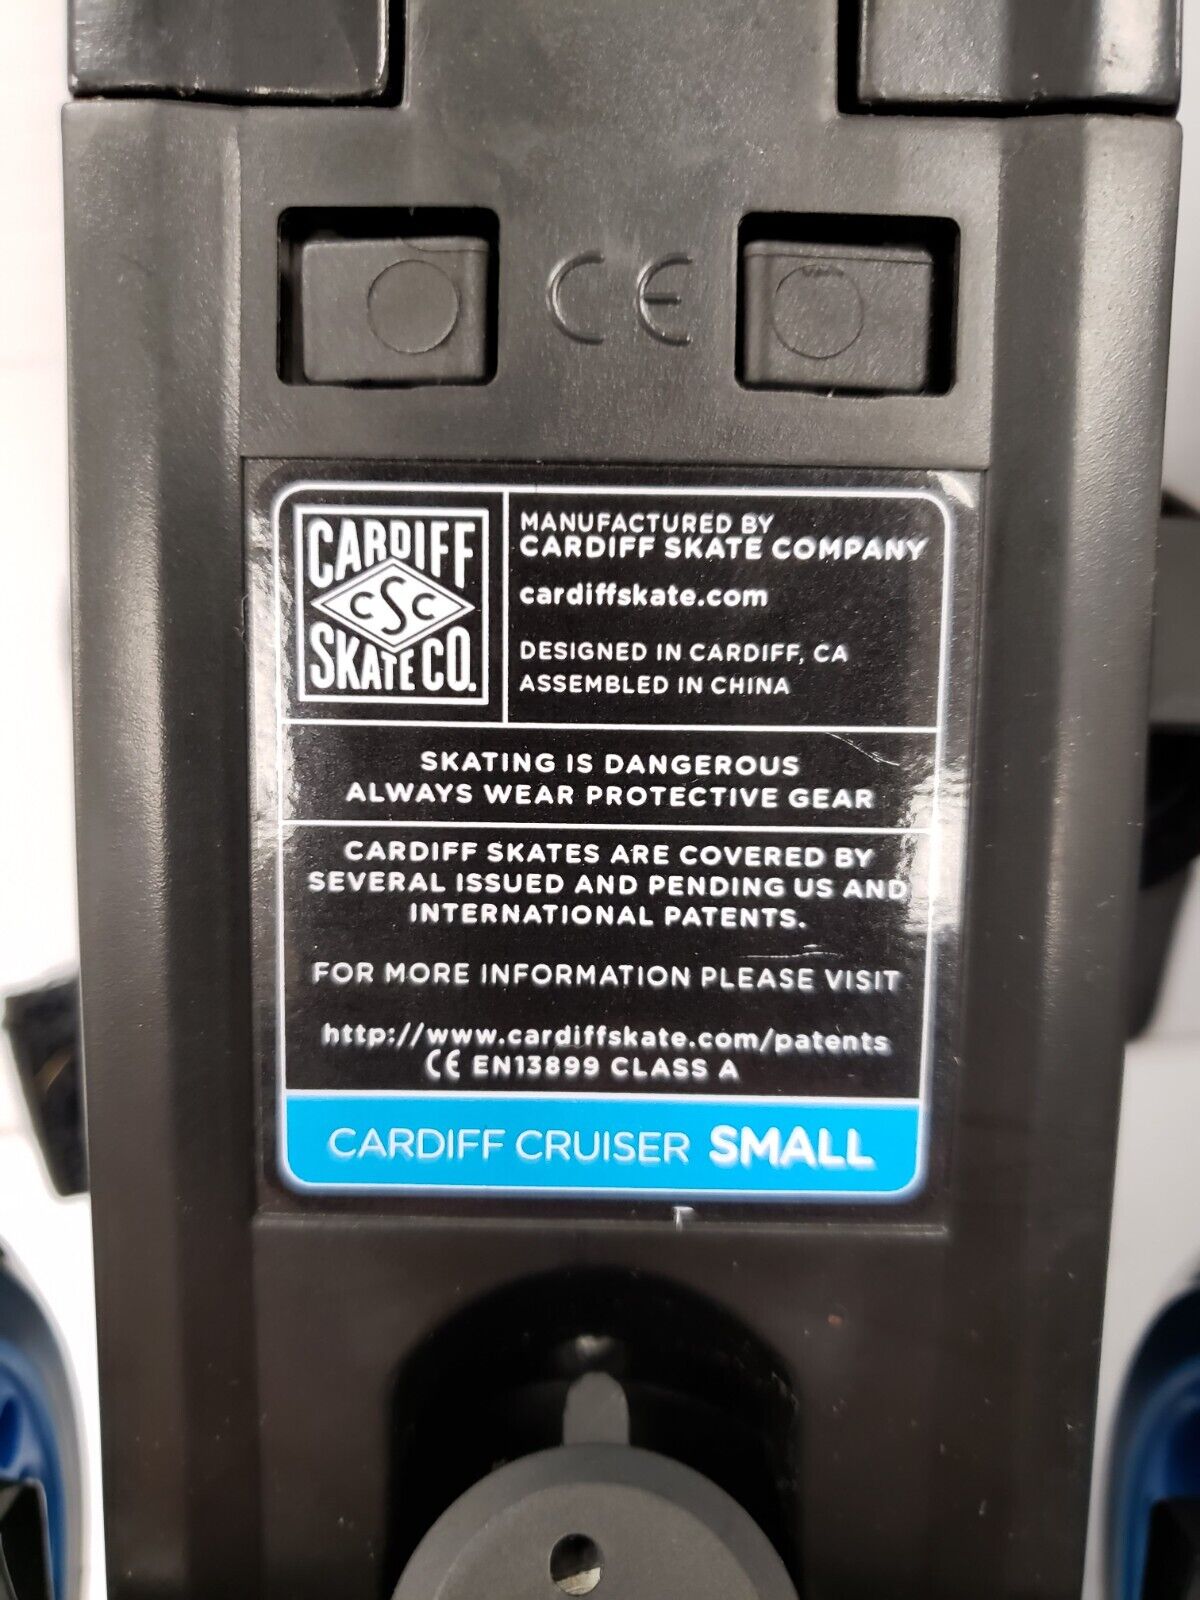 CE
CARDIFF
CSC
SKATE CO.
MANUFACTURED BY
CARDIFF SKATE COMPANY
cardiffskate.com
DESIGNED IN CARDIFF, CA
ASSEMBLED IN CHINA
SKATING IS DANGEROUS
ALWAYS WEAR PROTECTIVE GEAR
CARDIFF SKATES ARE COVERED BY
SEVERAL ISSUED AND PENDING US AND
INTERNATIONAL PATENTS.
FOR MORE INFORMATION PLEASE VISIT
http://www.cardiffskate.com/patents
CE EN13899 CLASS A
CARDIFF CRUISER SMALL